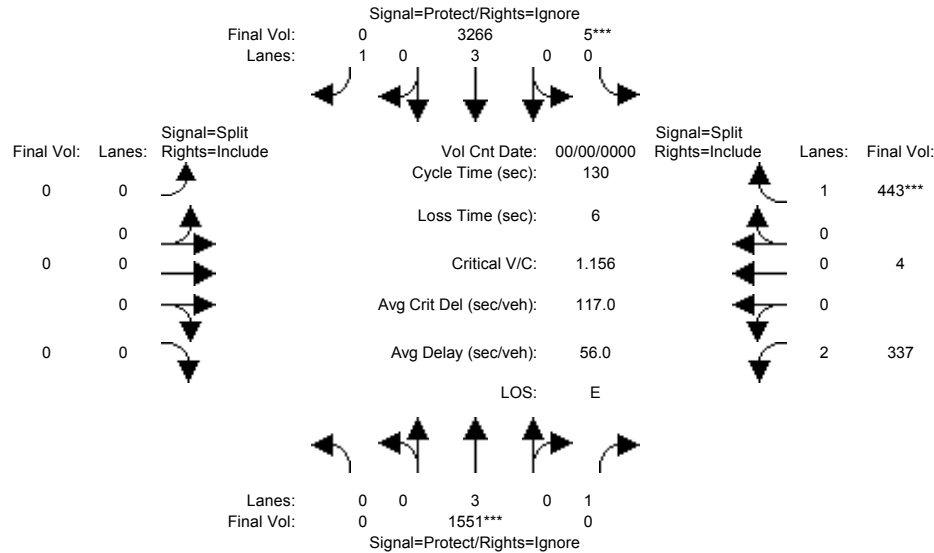 Signal=Protect/Rights=Ignore
Final Vol: 0 3266 5***
Lanes: 1 0 3 0 0
Signal=Split Signal=Split
Final Vol: Lanes: Rights=Include Vol Cnt Date: 00/00/0000 Rights=Include Lanes: Final Vol:
Cycle Time (sec): 130
0 0 1 443***
Loss Time (sec): 6
0 0
0 0 Critical V/C: 1.156 0 4
0 Avg Crit Del (sec/veh): 117.0 0
0 0 Avg Delay (sec/veh): 56.0 2 337
LOS: E
Lanes: 0 0 3 0 1
Final Vol: 0 1551*** 0
Signal=Protect/Rights=Ignore